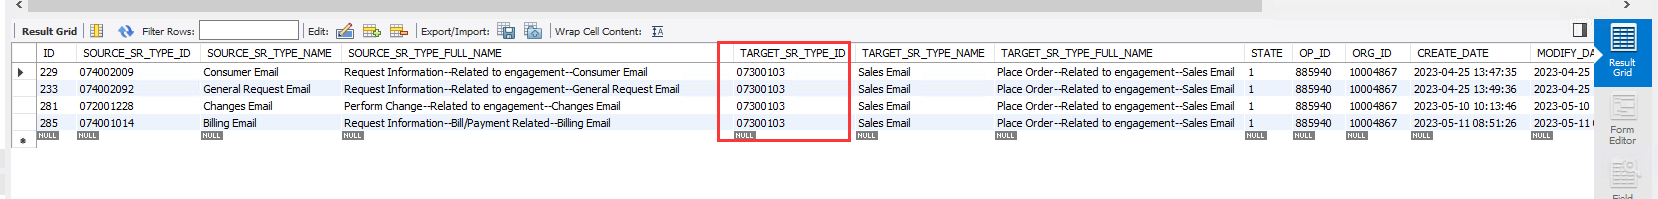 Result Grid Filter Rows: Edit: Export/Import: Wrap Cell Content:
ID SOURCE_SR_TYPE_ID SOURCE_SR_TYPE_NAME SOURCE_SR_TYPE_FULL_NAME TARGET_SR_TYPE_ID TARGET_SR_TYPE_NAME TARGET_SR_TYPE_FULL_NAME STATE OP_ID ORG_ID CREATE_DATE MODIFY_DA
229 074002009 Consumer Email Request Information--Related to engagement--Consumer Email 07300103 Sales Email Place Order--Related to engagement--Sales Email 1 885940 10004867 2023-04-25 13:47:35 2023-04-25
233 074002092 General Request Email Request Information--Related to engagement--General Request Email 07300103 Sales Email Place Order--Related to engagement--Sales Email 1 885940 10004867 2023-04-25 13:49:36 2023-04-25
281 072001228 Changes Email Perform Change--Related to engagement--Changes Email 07300103 Sales Email Place Order--Related to engagement--Sales Email 1 885940 10004867 2023-05-10 10:13:46 2023-05-10
285 074001014 Billing Email Request Information--Bill/Payment Related--Billing Email 07300103 Sales Email Place Order--Related to engagement--Sales Email 1 885940 10004867 2023-05-11 08:51:26 2023-05-11 0
NULL NULL NULL NULL NULL NULL NULL NULL NULL NULL NULL NULL
Result
Grid
Form
Editor
Field